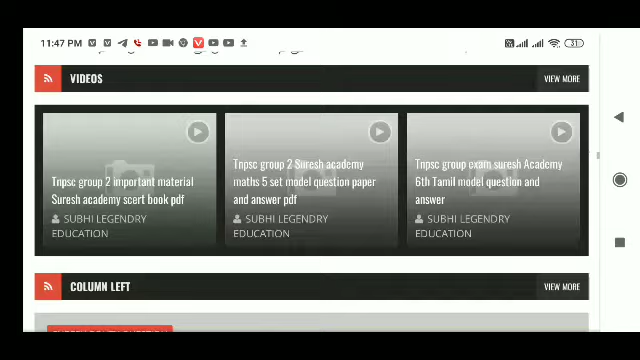 11:47 PM
31
VIDEOS
VIEW MORE
Tnpsc group 2 important material
Suresh academy scert book pdf
SUBHI LEGENDRY
EDUCATION
Tnpsc group 2 Suresh academy
maths 5 set model question paper
and answer pdf
SUBHI LEGENDRY
EDUCATION
Tnpsc group exam suresh Academy
6th Tamil model question and
answer
SUBHI LEGENDRY
EDUCATION
COLUMN LEFT
VIEW MORE